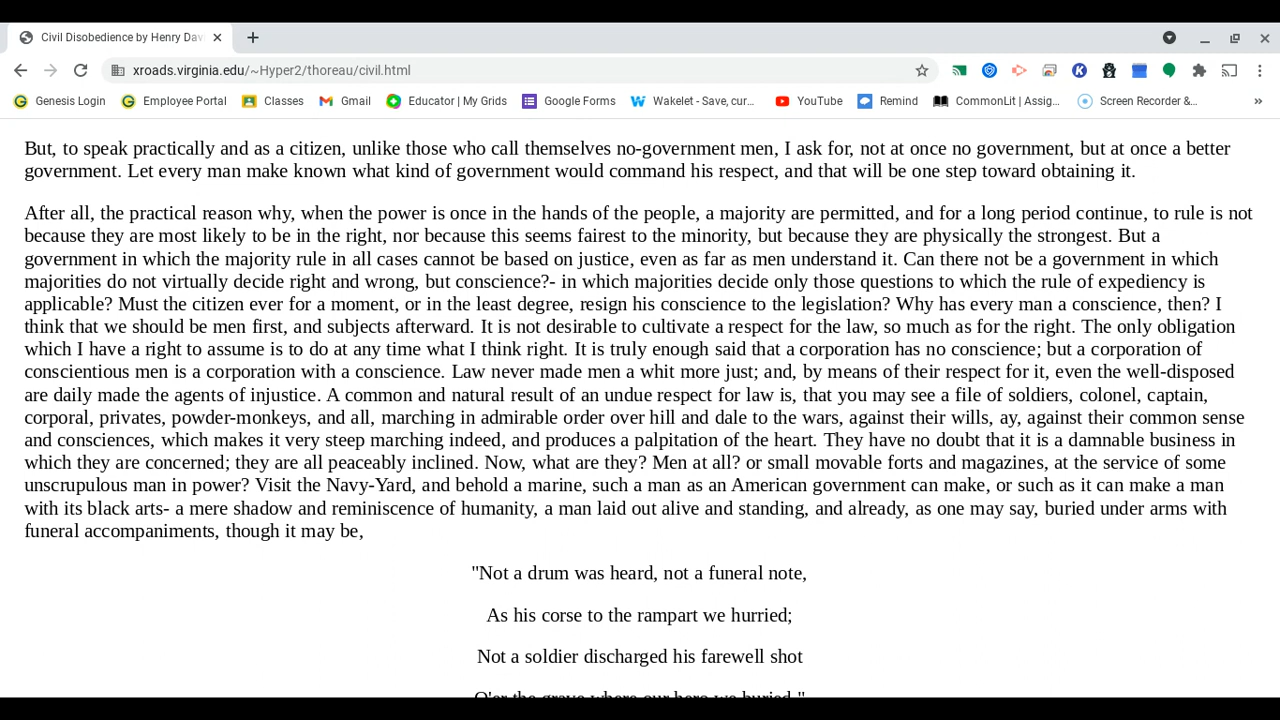 Civil Disobedience by Henry Dav
xroads.virginia.edu/~Hyper2/thoreau/civil.html
Genesis Login Employee Portal Classes Gmail Educator | My Grids Google Forms Wakelet - Save, cur... YouTube Remind CommonLit | Assig... Screen Recorder &... »
But, to speak practically and as a citizen, unlike those who call themselves no-government men, I ask for, not at once no government, but at once a better
government. Let every man make known what kind of government would command his respect, and that will be one step toward obtaining it.
After all, the practical reason why, when the power is once in the hands of the people, a majority are permitted, and for a long period continue, to rule is not
because they are most likely to be in the right, nor because this seems fairest to the minority, but because they are physically the strongest. But a
government in which the majority rule in all cases cannot be based on justice, even as far as men understand it. Can there not be a government in which
majorities do not virtually decide right and wrong, but conscience?- in which majorities decide only those questions to which the rule of expediency is
applicable? Must the citizen ever for a moment, or in the least degree, resign his conscience to the legislation? Why has every man a conscience, then? I
think that we should be men first, and subjects afterward. It is not desirable to cultivate a respect for the law, so much as for the right. The only obligation
which I have a right to assume is to do at any time what I think right. It is truly enough said that a corporation has no conscience; but a corporation of
conscientious men is a corporation with a conscience. Law never made men a whit more just; and, by means of their respect for it, even the well-disposed
are daily made the agents of injustice. A common and natural result of an undue respect for law is, that you may see a file of soldiers, colonel, captain,
corporal, privates, powder-monkeys, and all, marching in admirable order over hill and dale to the wars, against their wills, ay, against their common sense
and consciences, which makes it very steep marching indeed, and produces a palpitation of the heart. They have no doubt that it is a damnable business in
which they are concerned; they are all peaceably inclined. Now, what are they? Men at all? or small movable forts and magazines, at the service of some
unscrupulous man in power? Visit the Navy-Yard, and behold a marine, such a man as an American government can make, or such as it can make a man
with its black arts- a mere shadow and reminiscence of humanity, a man laid out alive and standing, and already, as one may say, buried under arms with
funeral accompaniments, though it may be,
"Not a drum was heard, not a funeral note,
As his corse to the rampart we hurried;
Not a soldier discharged his farewell shot
O'er the grave where our hero we buried."